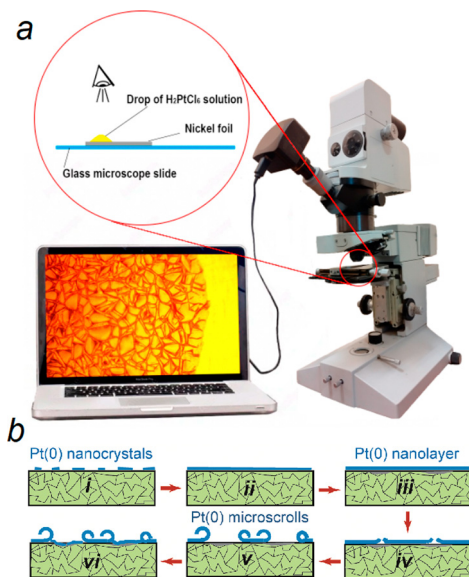 a
Drop of H₂PtCl₆ solution
Nickel foil
Glass microscope slide
b
Pt(0) nanocrystals
Pt(0) nanolayer
i
ii
iii
Pt(0) microscrolls
vi
v
iv